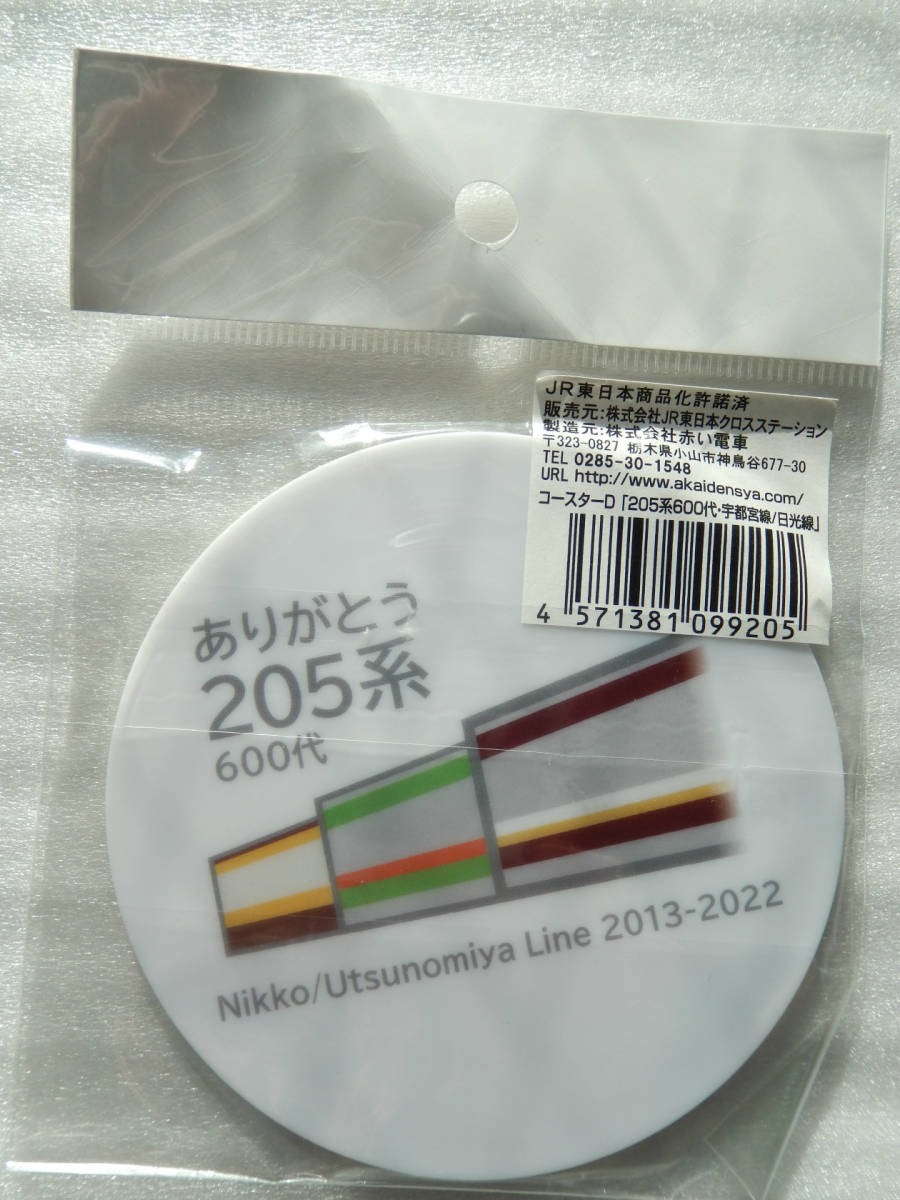 JR東日本商品化許諾済
販売元:株式会社JR東日本クロスステーション
製造元:株式会社赤い電車
〒323-0827 栃木県小山市神鳥谷677-30
TEL 0285-30-1548
URL http://www.akaidensya.com/
コースターD「205系600代・宇都宮線/日光線」
4 571381 099205
ありがとう
205系
600代
Nikko/Utsunomiya Line 2013-2022